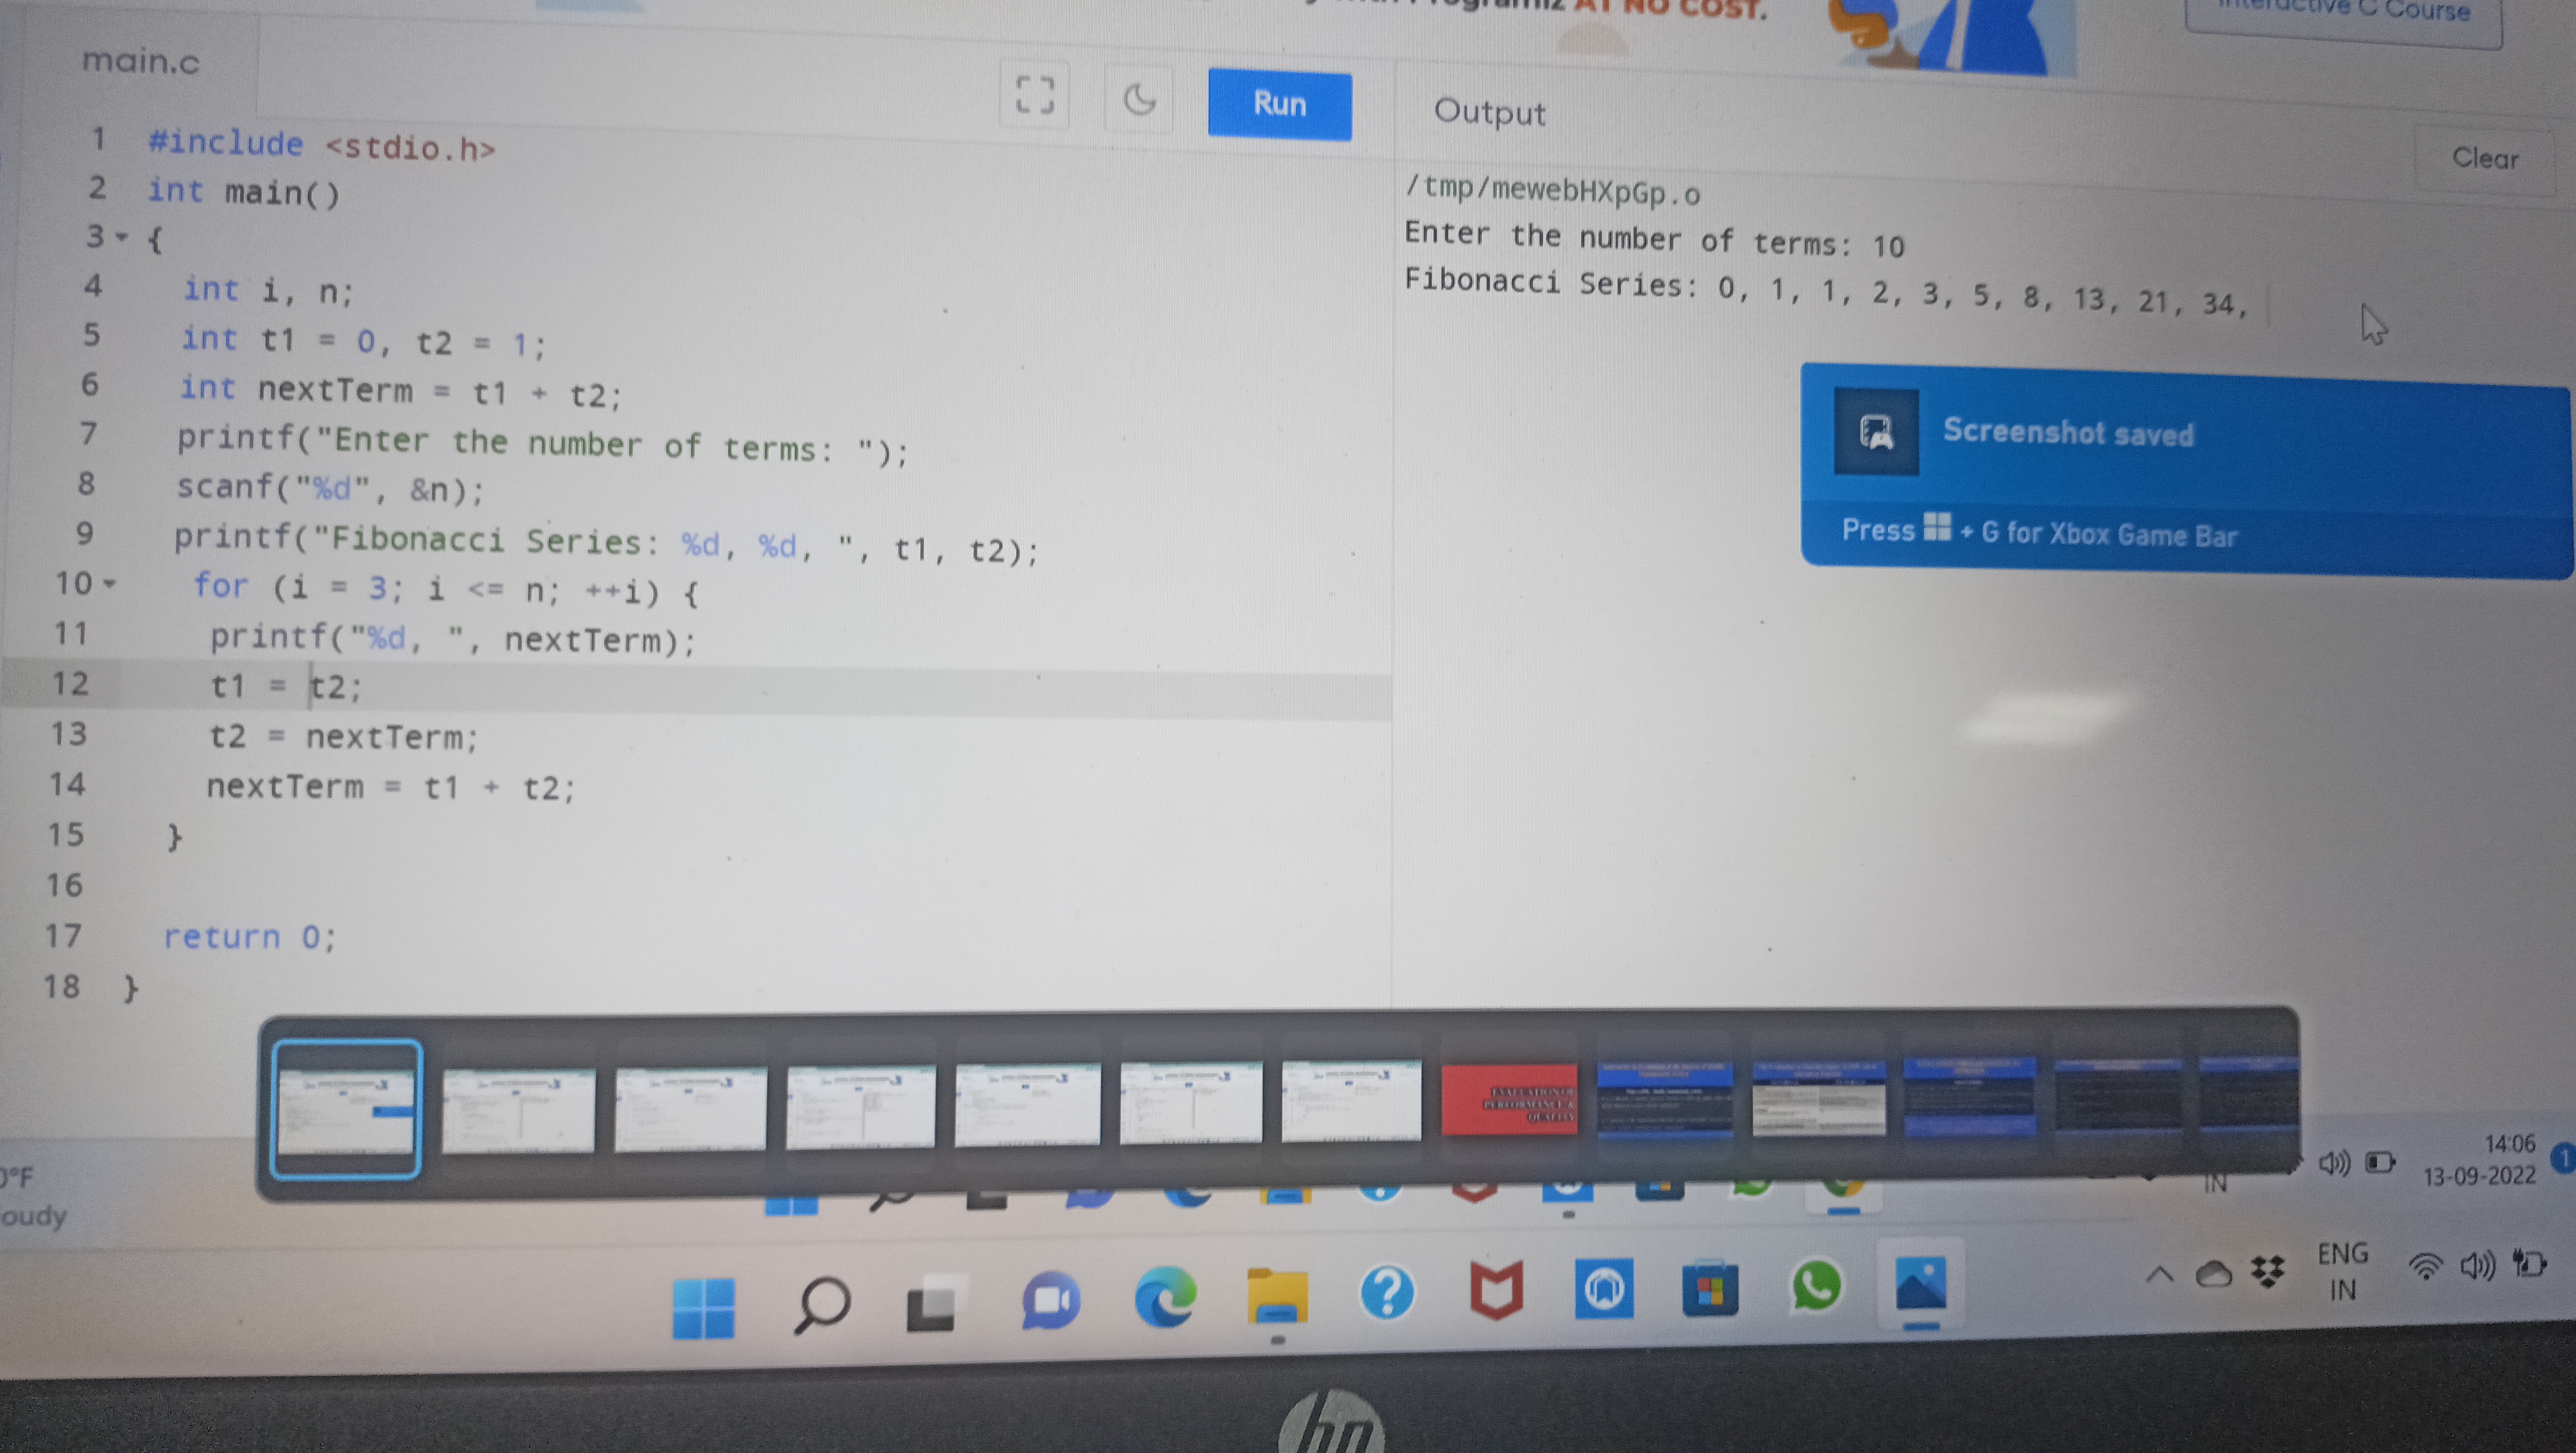 Programiz AT NO COST.
Interactive C Course
main.c
Run
Output
Clear
1 #include <stdio.h>
2 int main()
3 {
4 int i, n;
5 int t1 = 0, t2 = 1;
6 int nextTerm = t1 + t2;
7 printf("Enter the number of terms: ");
8 scanf("%d", &n);
9 printf("Fibonacci Series: %d, %d, ", t1, t2);
10 for (i = 3; i <= n; ++i) {
11 printf("%d, ", nextTerm);
12 t1 = t2;
13 t2 = nextTerm;
14 nextTerm = t1 + t2;
15 }
16
17 return 0;
18 }
/tmp/mewebHXpGp.o
Enter the number of terms: 10
Fibonacci Series: 0, 1, 1, 2, 3, 5, 8, 13, 21, 34,
Screenshot saved
Press + G for Xbox Game Bar
EVALUATION OF
PERFORMANCE &
QUALITY
0°F
oudy
IN
14:06
13-09-2022
1
ENG
IN
hp